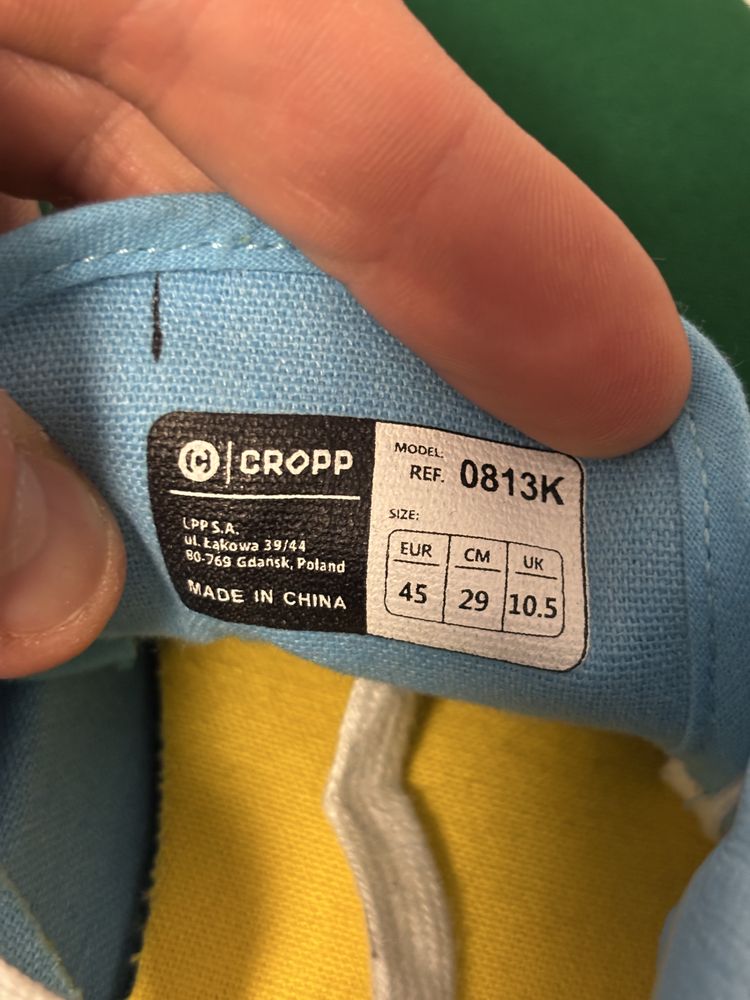 © | CROPP
LPP S.A.
ul. Łąkowa 39/44
80-769 Gdańsk, Poland
MADE IN CHINA
MODEL:
REF. 0813K
SIZE:
EUR CM UK
45 29 10.5